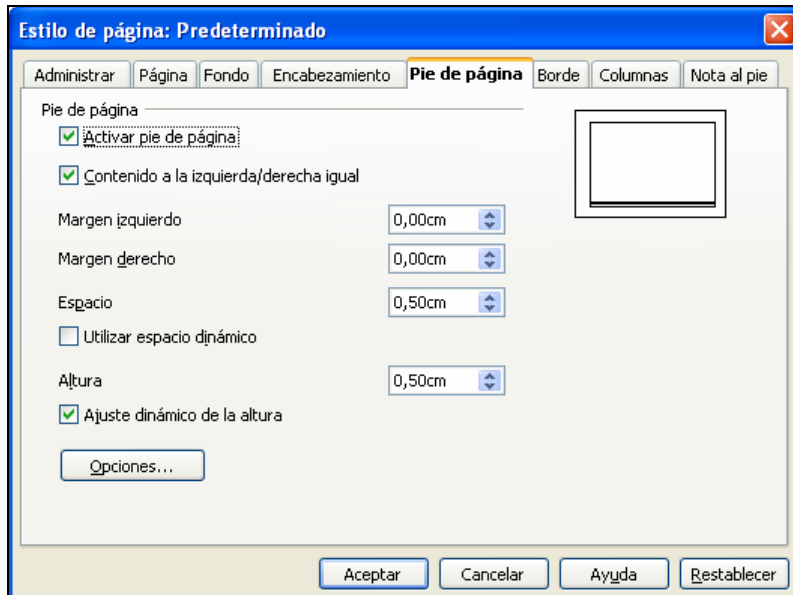 Estilo de página: Predeterminado
Administrar Página Fondo Encabezamiento Pie de página Borde Columnas Nota al pie
Pie de página
Activar pie de página
Contenido a la izquierda/derecha igual
Margen izquierdo 0,00cm
Margen derecho 0,00cm
Espacio 0,50cm
Utilizar espacio dinámico
Altura 0,50cm
Ajuste dinámico de la altura
Opciones...
Aceptar Cancelar Ayuda Restablecer